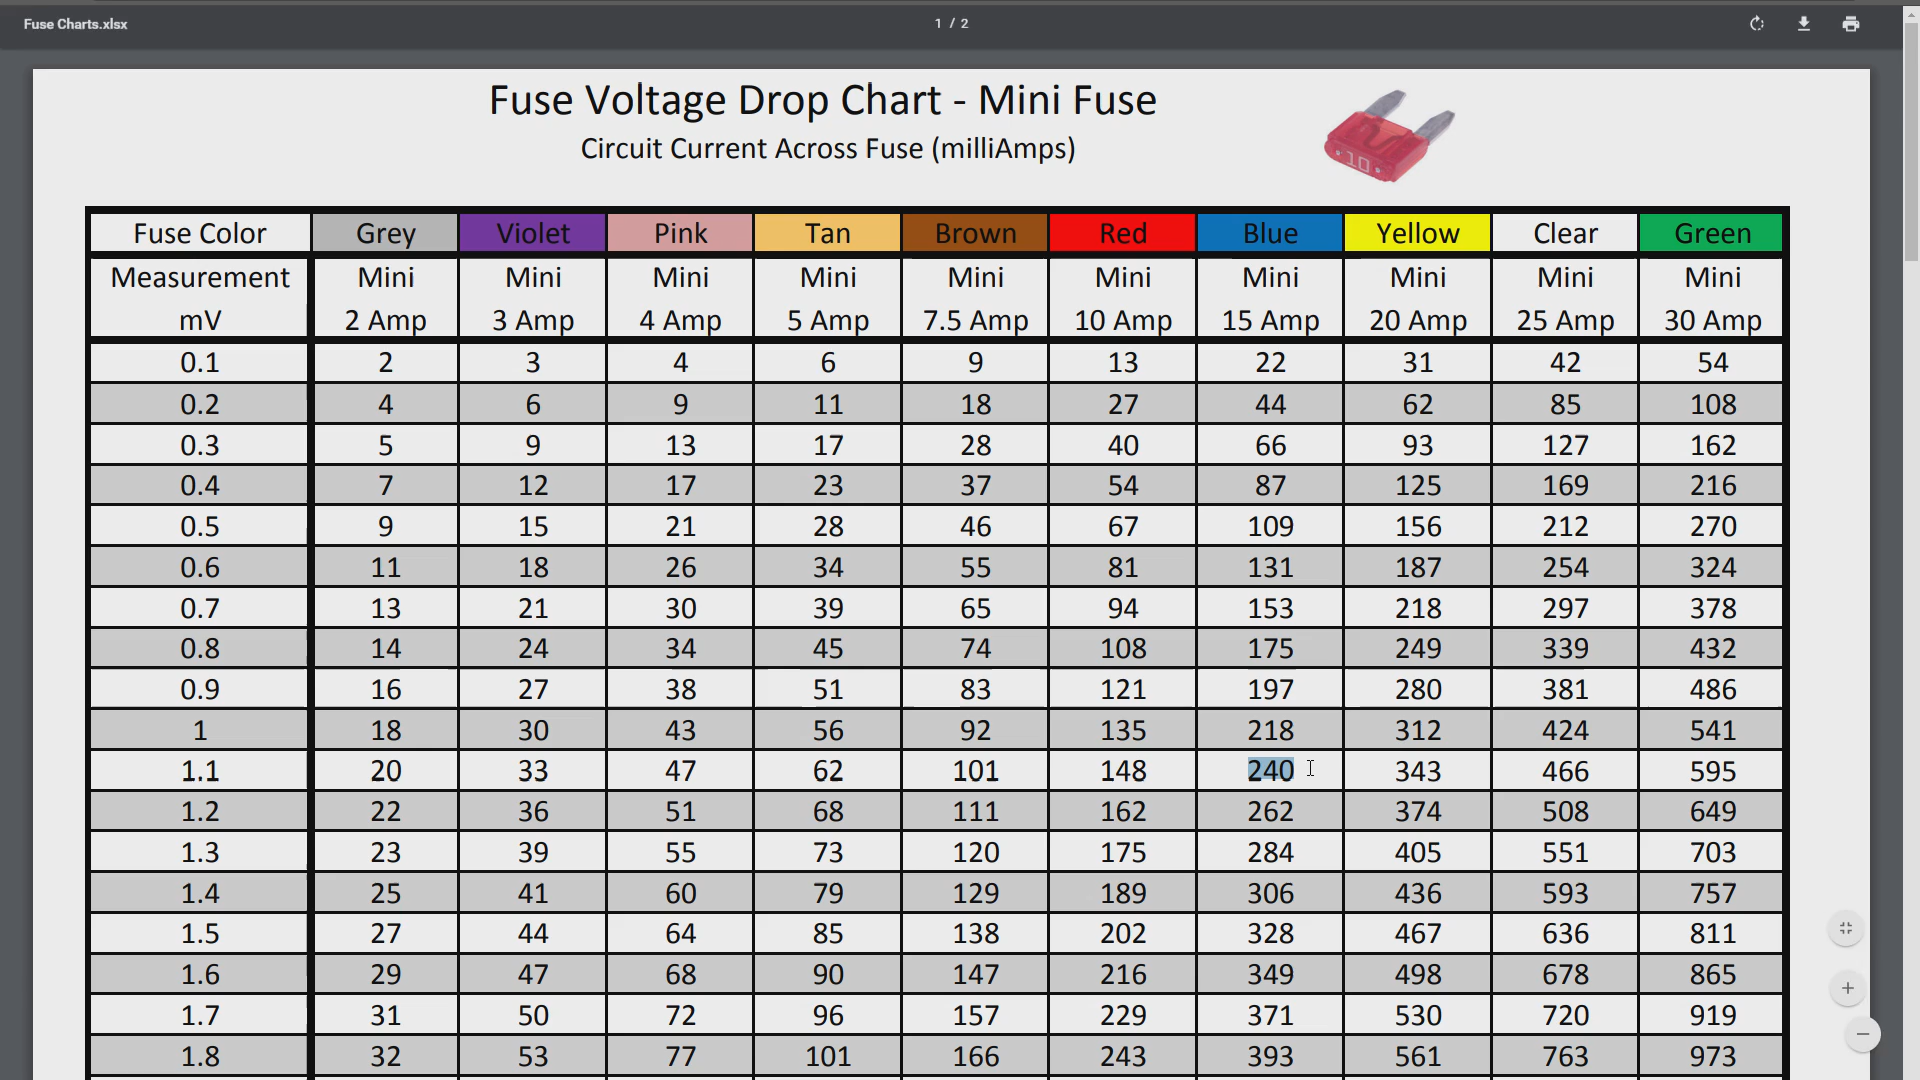 Fuse Charts.xlsx 1 / 2
Fuse Voltage Drop Chart - Mini Fuse
Circuit Current Across Fuse (milliAmps)
10
Fuse Color Grey Violet Pink Tan Brown Red Blue Yellow Clear Green
Measurement Mini Mini Mini Mini Mini Mini Mini Mini Mini Mini
mV 2 Amp 3 Amp 4 Amp 5 Amp 7.5 Amp 10 Amp 15 Amp 20 Amp 25 Amp 30 Amp
0.1 2 3 4 6 9 13 22 31 42 54
0.2 4 6 9 11 18 27 44 62 85 108
0.3 5 9 13 17 28 40 66 93 127 162
0.4 7 12 17 23 37 54 87 125 169 216
0.5 9 15 21 28 46 67 109 156 212 270
0.6 11 18 26 34 55 81 131 187 254 324
0.7 13 21 30 39 65 94 153 218 297 378
0.8 14 24 34 45 74 108 175 249 339 432
0.9 16 27 38 51 83 121 197 280 381 486
1 18 30 43 56 92 135 218 312 424 541
1.1 20 33 47 62 101 148 240 343 466 595
1.2 22 36 51 68 111 162 262 374 508 649
1.3 23 39 55 73 120 175 284 405 551 703
1.4 25 41 60 79 129 189 306 436 593 757
1.5 27 44 64 85 138 202 328 467 636 811
1.6 29 47 68 90 147 216 349 498 678 865
1.7 31 50 72 96 157 229 371 530 720 919
1.8 32 53 77 101 166 243 393 561 763 973